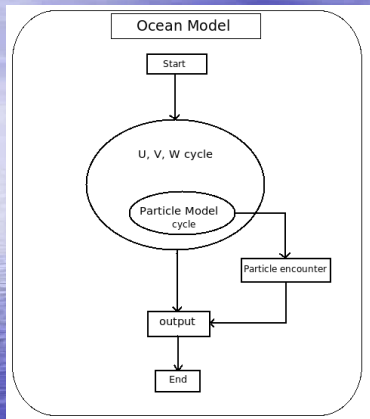 Ocean Model
Start
U, V, W cycle
Particle Model
cycle
Particle encounter
output
End